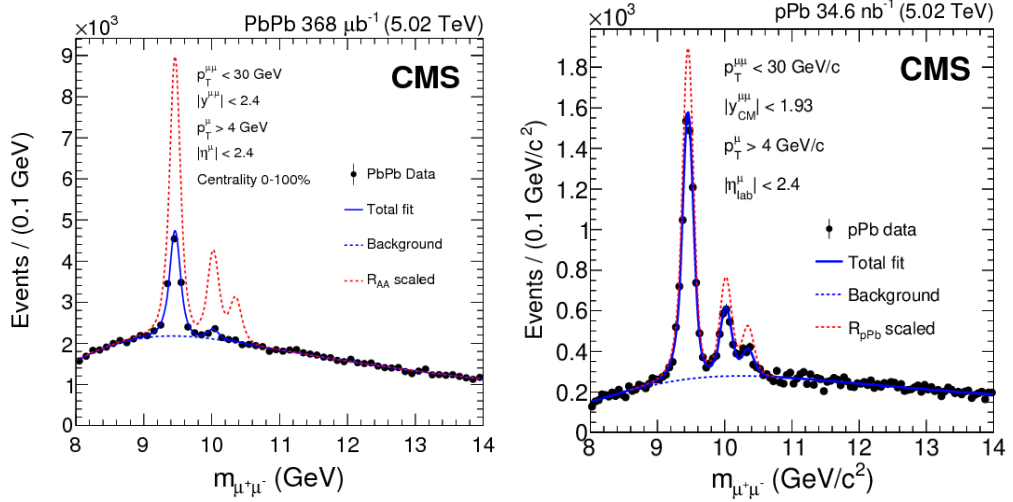 ×10³ PbPb 368 μb⁻¹ (5.02 TeV)
CMS
p_T^μμ < 30 GeV
|y^μμ| < 2.4
p_T^μ > 4 GeV
|η^μ| < 2.4
Centrality 0-100%
PbPb Data
Total fit
Background
R_AA scaled
Events / (0.1 GeV)
9
8
7
6
5
4
3
2
1
0
8 9 10 11 12 13 14
m_μ⁺μ⁻ (GeV)
×10³ pPb 34.6 nb⁻¹ (5.02 TeV)
CMS
p_T^μμ < 30 GeV/c
|y_CM^μμ| < 1.93
p_T^μ > 4 GeV/c
|η_lab^μ| < 2.4
pPb data
Total fit
Background
R_pPb scaled
Events / (0.1 GeV/c²)
1.8
1.6
1.4
1.2
1
0.8
0.6
0.4
0.2
0
8 9 10 11 12 13 14
m_μ⁺μ⁻ (GeV/c²)